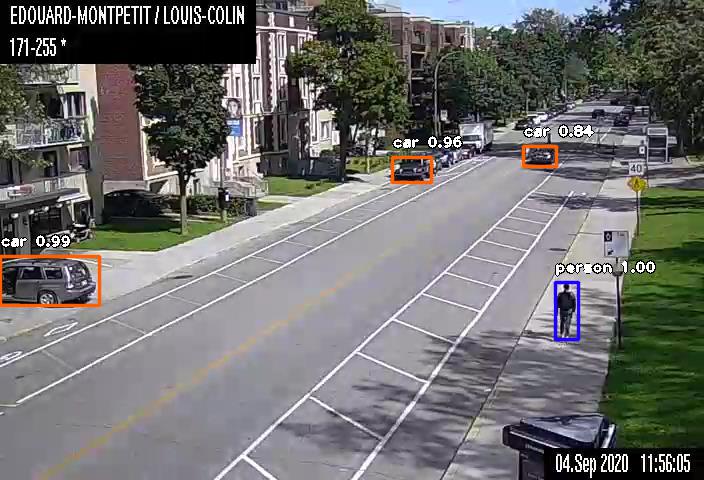 EDOUARD-MONTPETIT / LOUIS-COLIN
171-255 *
car 0.96
car 0.84
40
car 0.99
person 1.00
04.Sep 2020 11:56:05